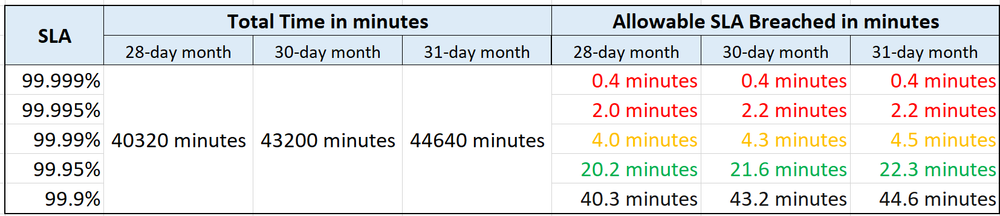 SLA Total Time in minutes Allowable SLA Breached in minutes
28-day month 30-day month 31-day month 28-day month 30-day month 31-day month
99.999% 0.4 minutes 0.4 minutes 0.4 minutes
99.995% 2.0 minutes 2.2 minutes 2.2 minutes
99.99% 40320 minutes 43200 minutes 44640 minutes 4.0 minutes 4.3 minutes 4.5 minutes
99.95% 20.2 minutes 21.6 minutes 22.3 minutes
99.9% 40.3 minutes 43.2 minutes 44.6 minutes